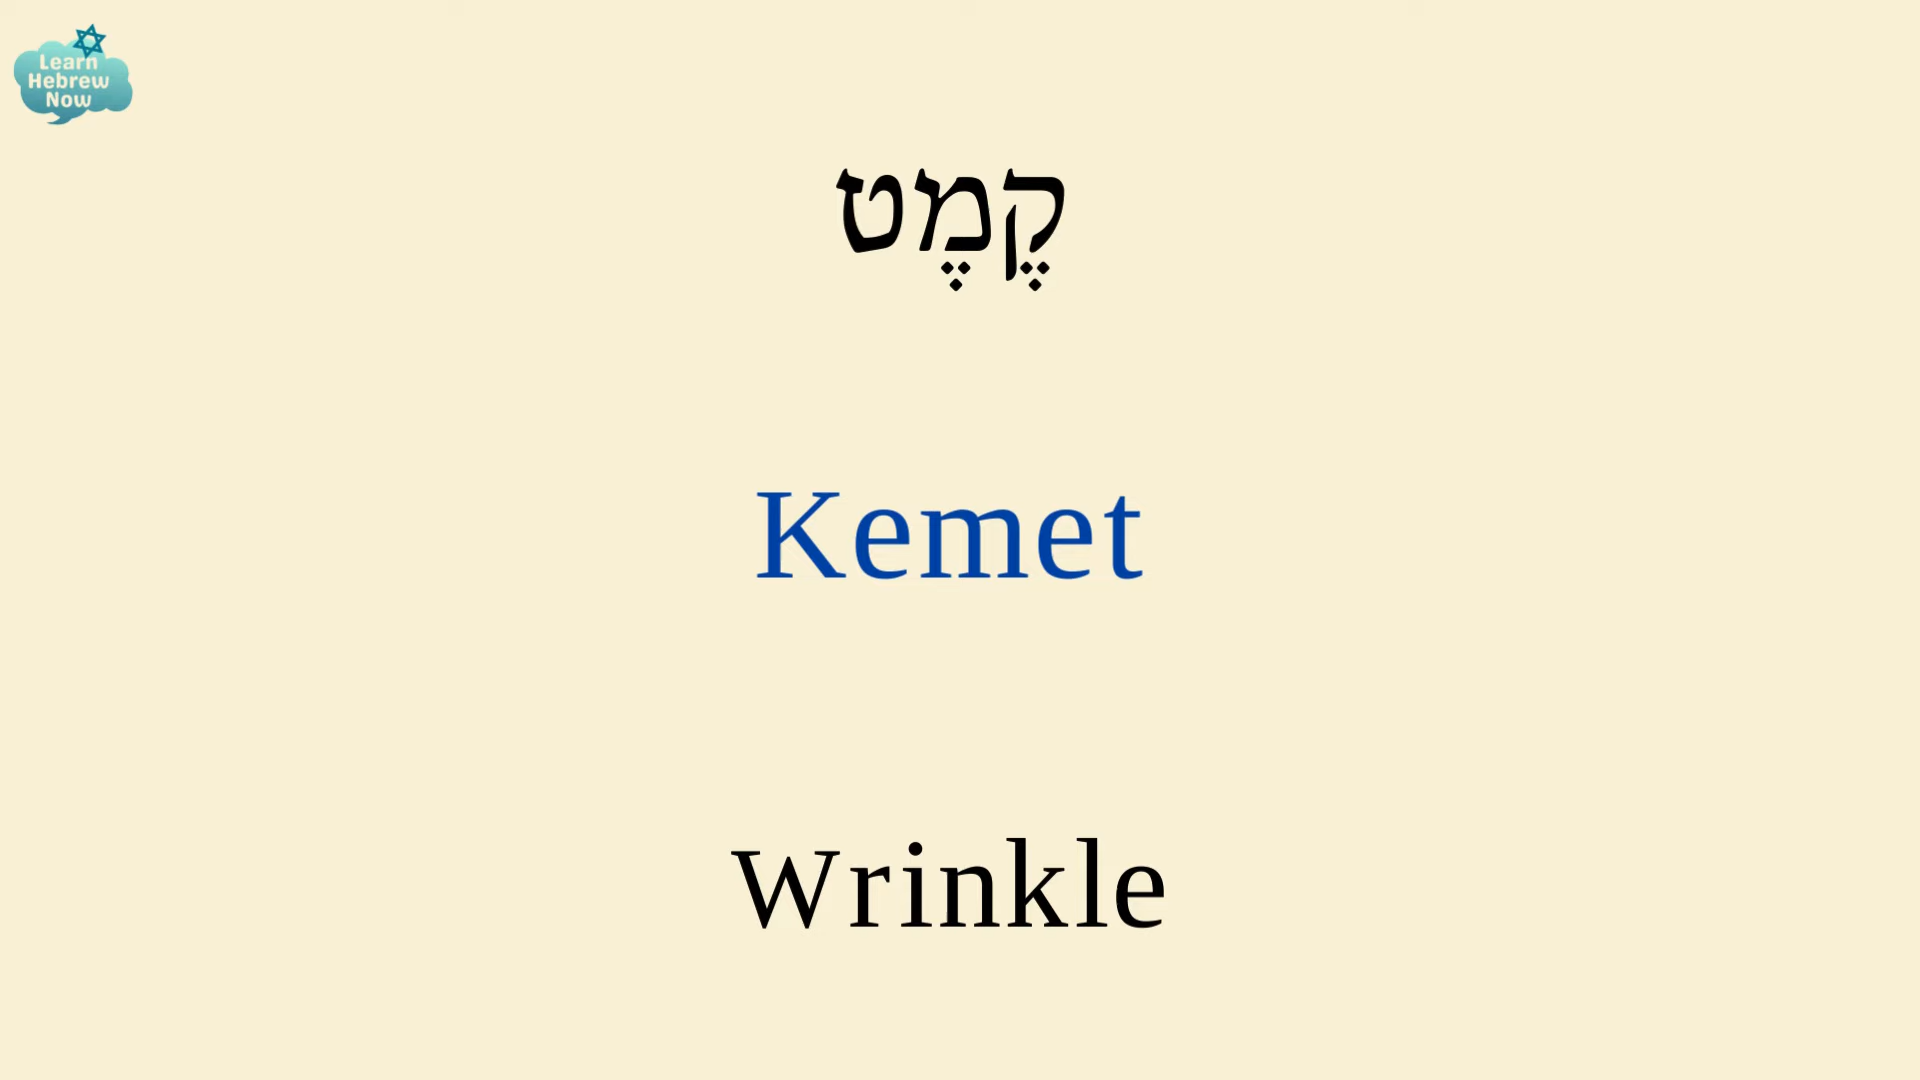 Learn
Hebrew
Now
קֶמֶט
Kemet
Wrinkle